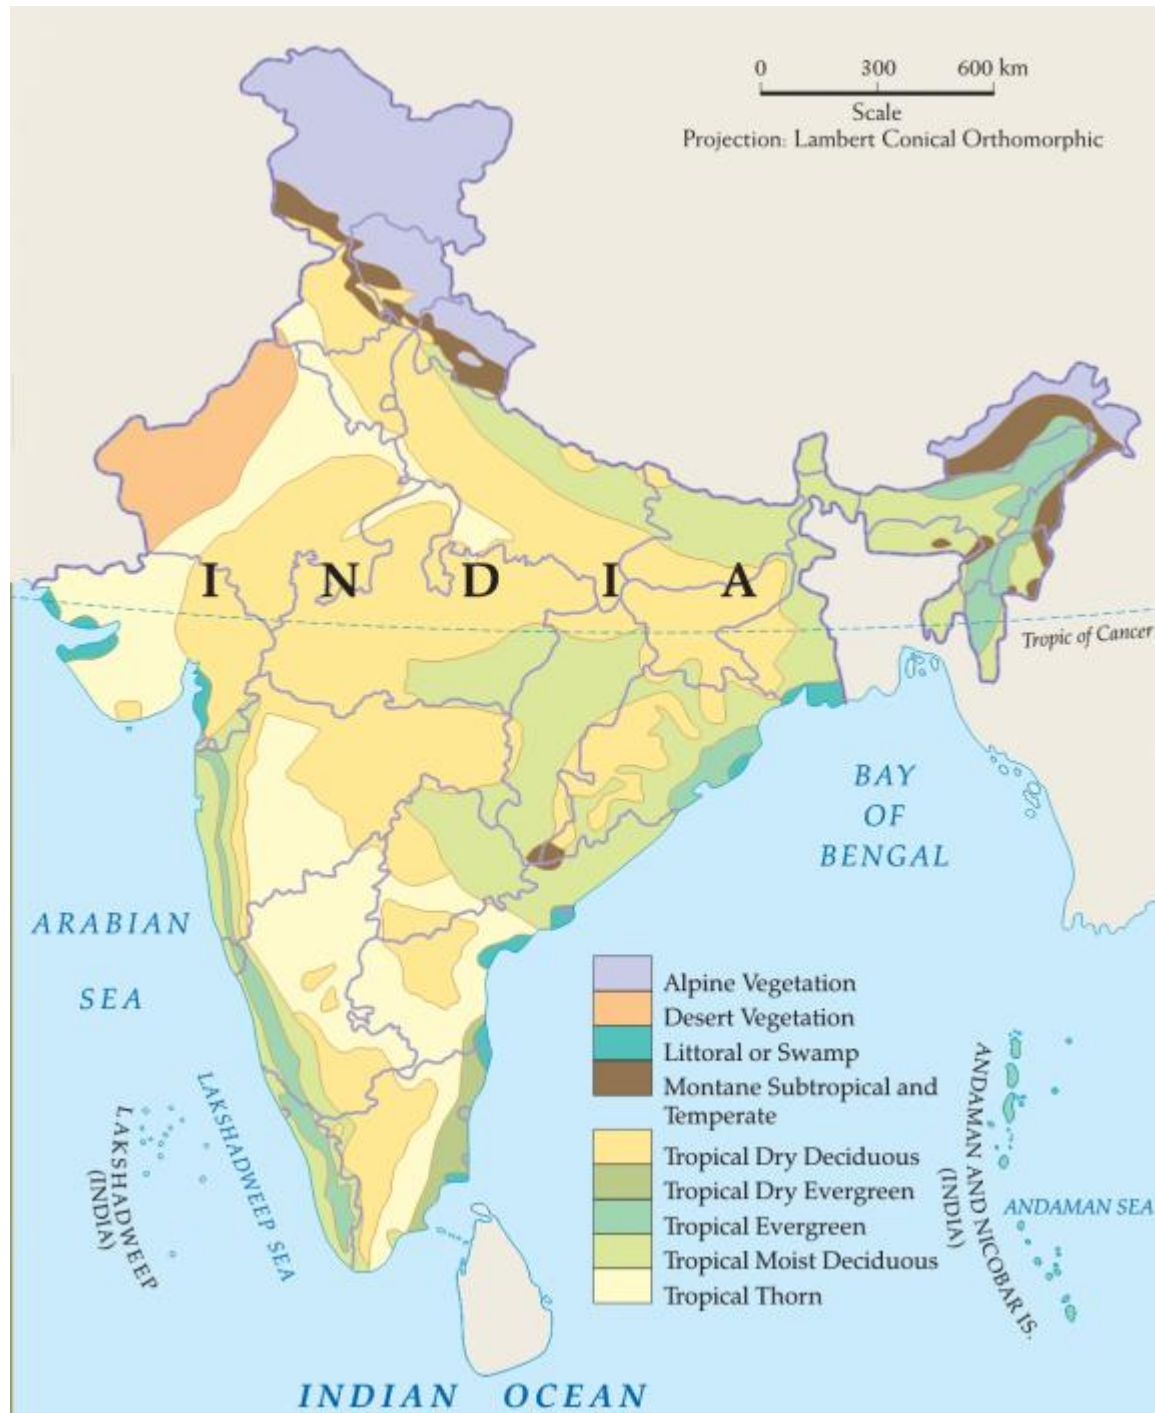 0 300 600 km
Scale
Projection: Lambert Conical Orthomorphic
I N D I A
Tropic of Cancer
BAY
OF
BENGAL
ARABIAN
SEA
Alpine Vegetation
Desert Vegetation
Littoral or Swamp
Montane Subtropical and
Temperate
Tropical Dry Deciduous
Tropical Dry Evergreen
Tropical Evergreen
Tropical Moist Deciduous
Tropical Thorn
LAKSHADWEEP
(INDIA)
LAKSHADWEEP SEA
ANDAMAN AND NICOBAR IS.
(INDIA)
ANDAMAN SEA
INDIAN OCEAN